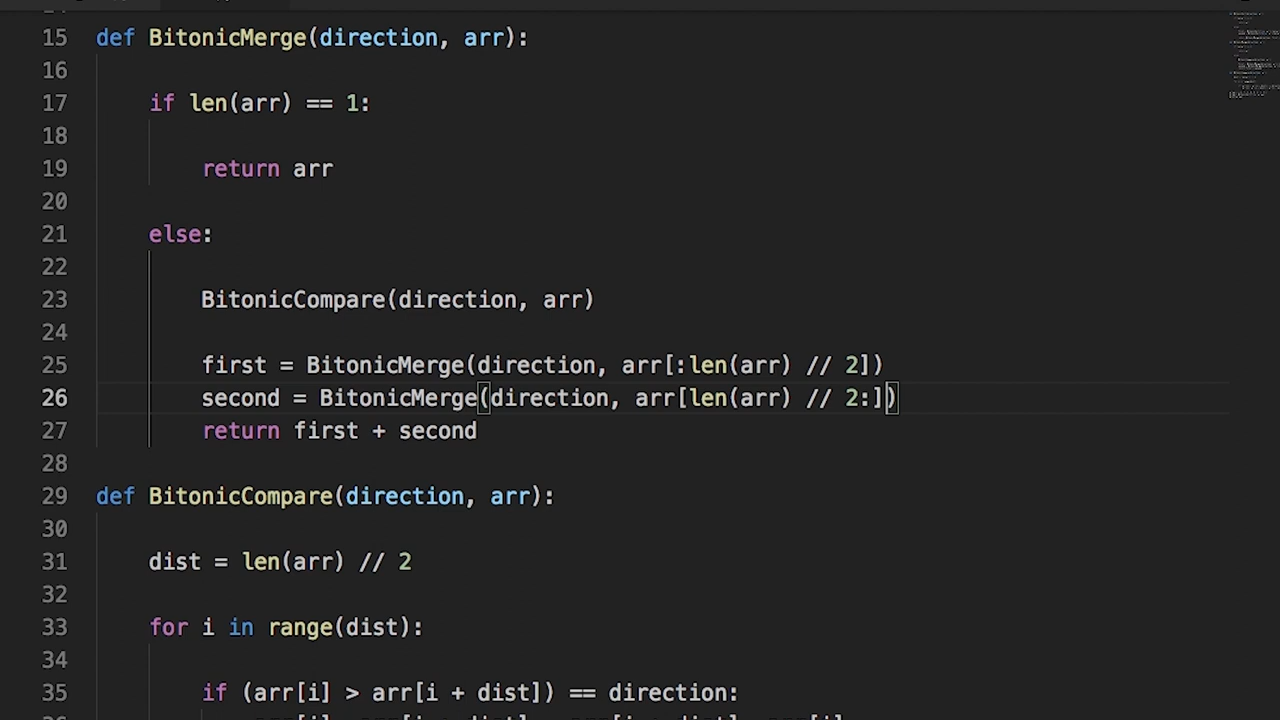 15 def BitonicMerge(direction, arr):
16
17 if len(arr) == 1:
18
19 return arr
20
21 else:
22
23 BitonicCompare(direction, arr)
24
25 first = BitonicMerge(direction, arr[:len(arr) // 2])
26 second = BitonicMerge(direction, arr[len(arr) // 2:])
27 return first + second
28
29 def BitonicCompare(direction, arr):
30
31 dist = len(arr) // 2
32
33 for i in range(dist):
34
35 if (arr[i] > arr[i + dist]) == direction: